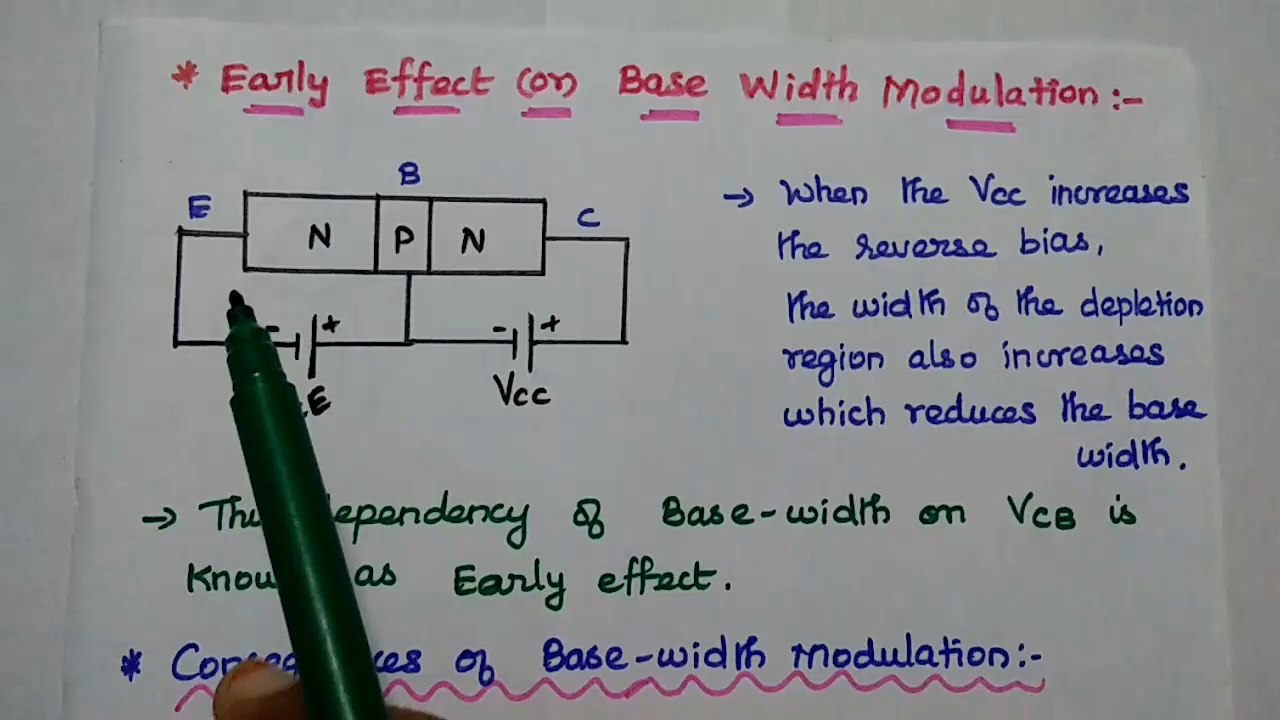 * Early Effect (or) Base Width Modulation :-
B
E
C
N P N
- +
- +
E
Vcc
→ When the Vcc increases
the reverse bias,
the width of the depletion
region also increases
which reduces the base
width.
→ dependency of Base-width on VCB is
as Early effect.
* of Base-width modulation :-